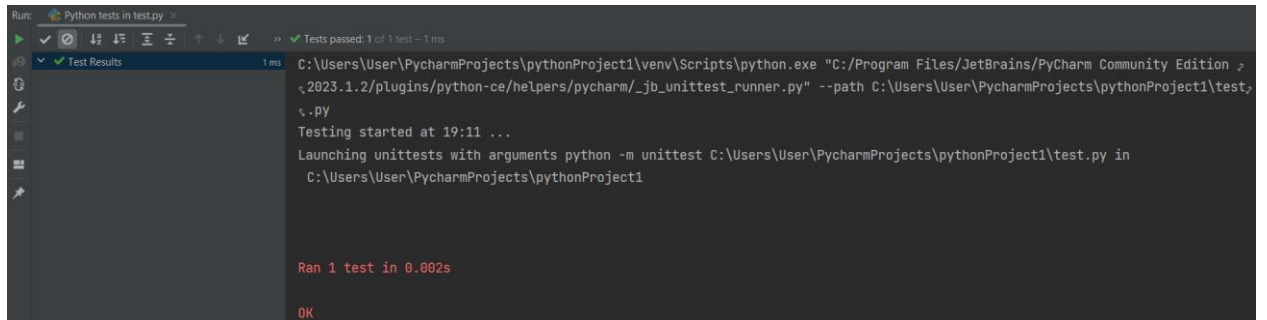 Run: Python tests in test.py ×
» Tests passed: 1 of 1 test – 1 ms
Test Results 1 ms
C:\Users\User\PycharmProjects\pythonProject1\venv\Scripts\python.exe "C:/Program Files/JetBrains/PyCharm Community Edition
2023.1.2/plugins/python-ce/helpers/pycharm/_jb_unittest_runner.py" --path C:\Users\User\PycharmProjects\pythonProject1\test
.py
Testing started at 19:11 ...
Launching unittests with arguments python -m unittest C:\Users\User\PycharmProjects\pythonProject1\test.py in
C:\Users\User\PycharmProjects\pythonProject1
Ran 1 test in 0.002s
OK